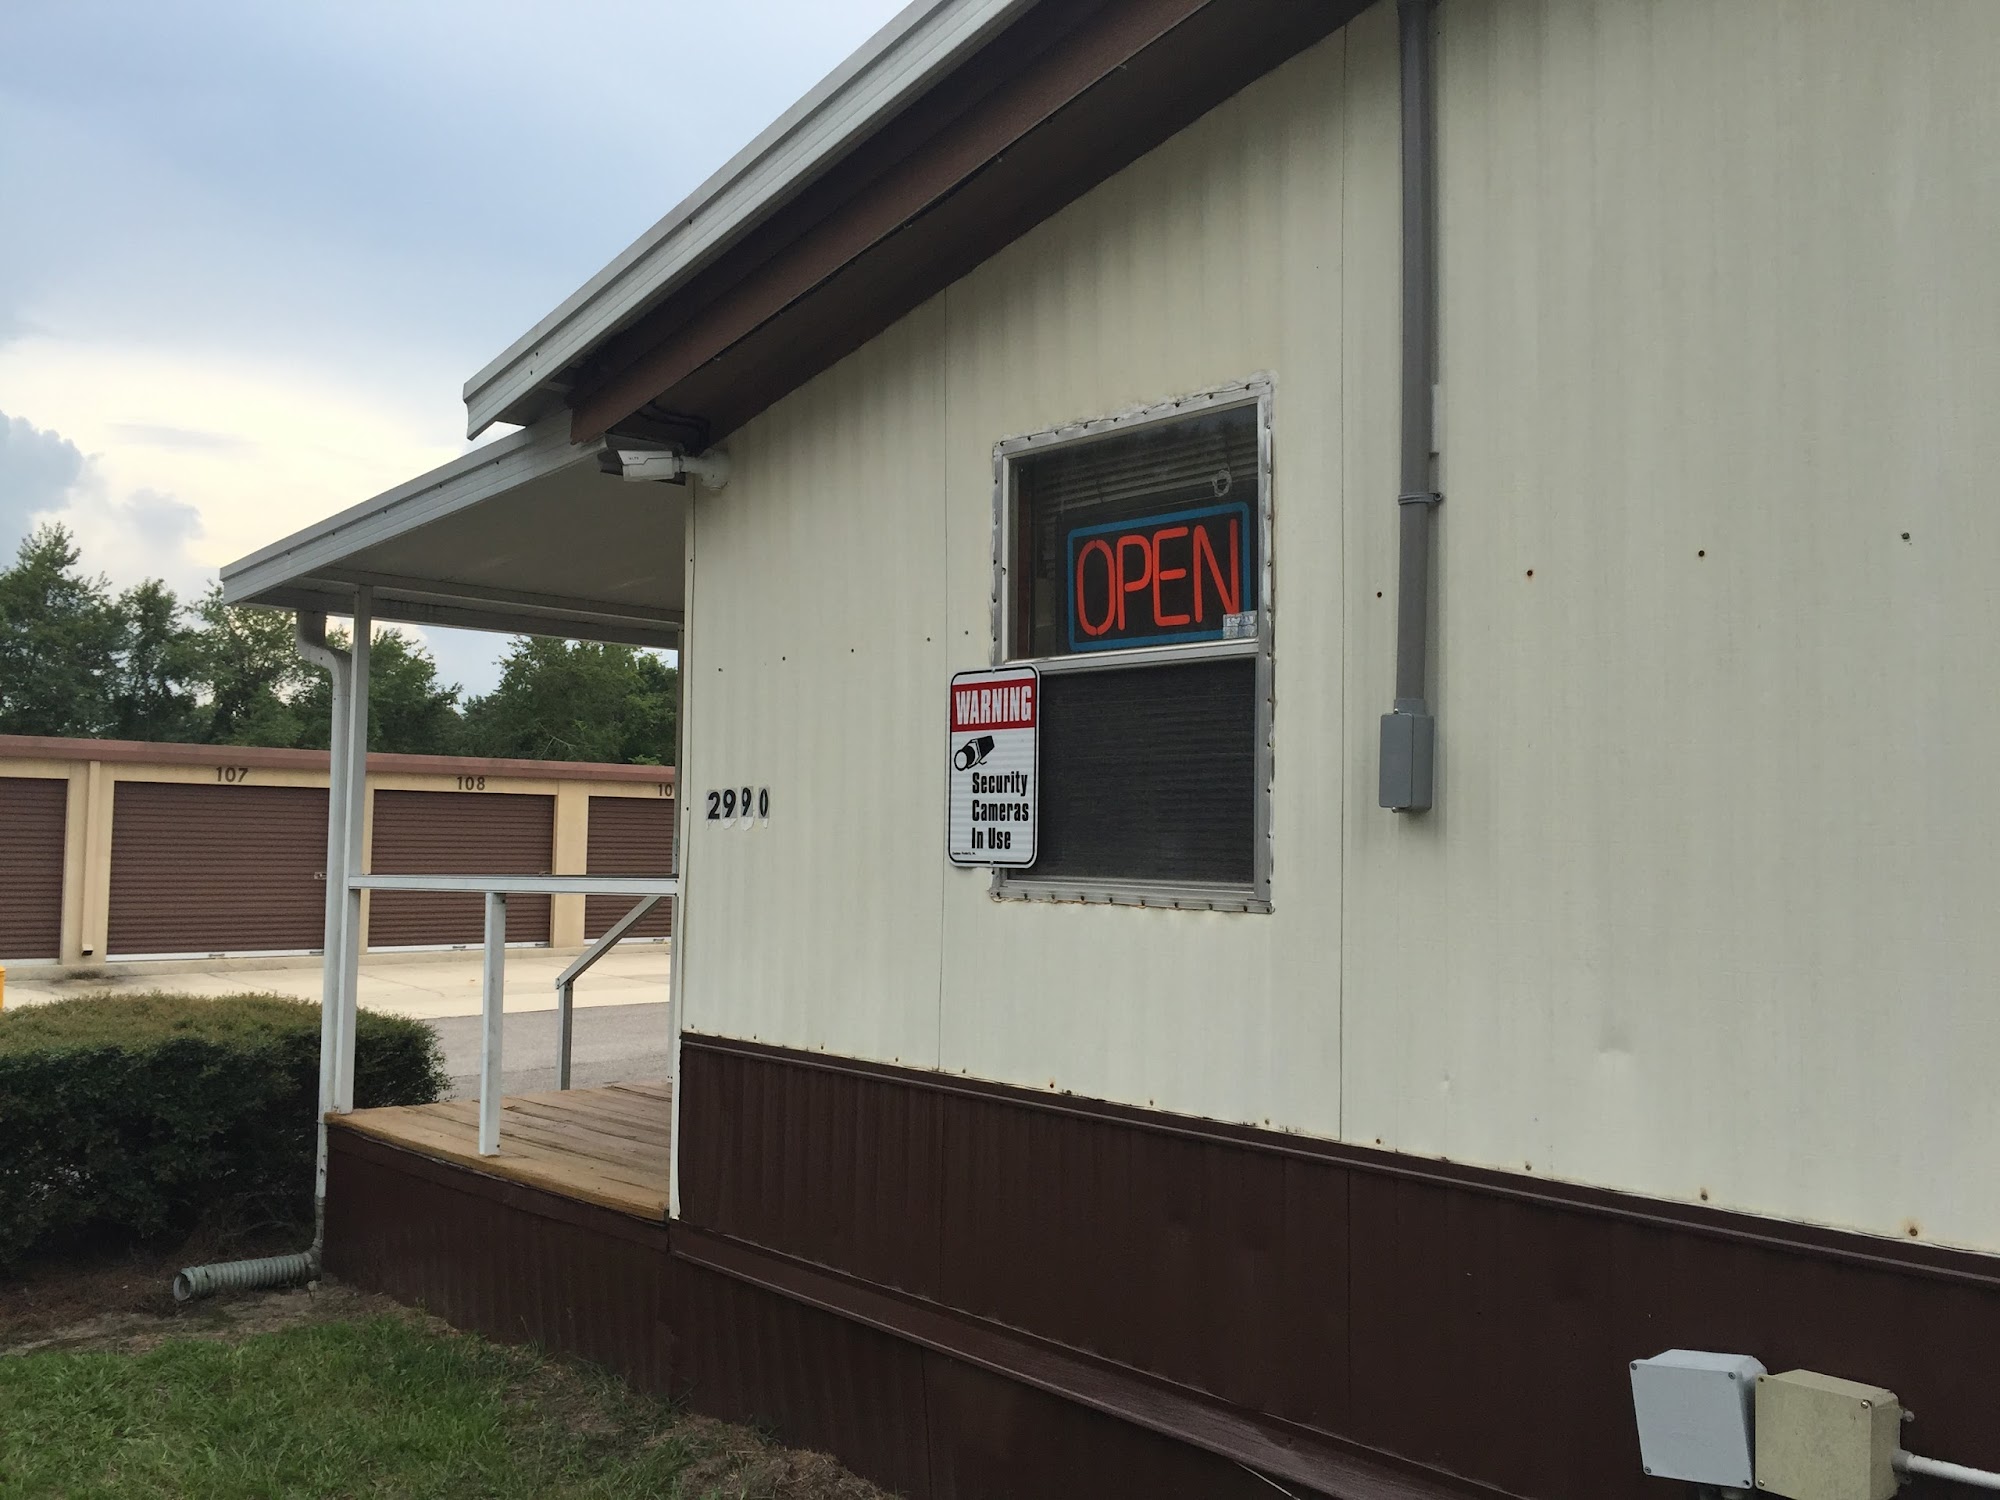 OPEN
WARNING
Security
Cameras
In Use
2990
107
108